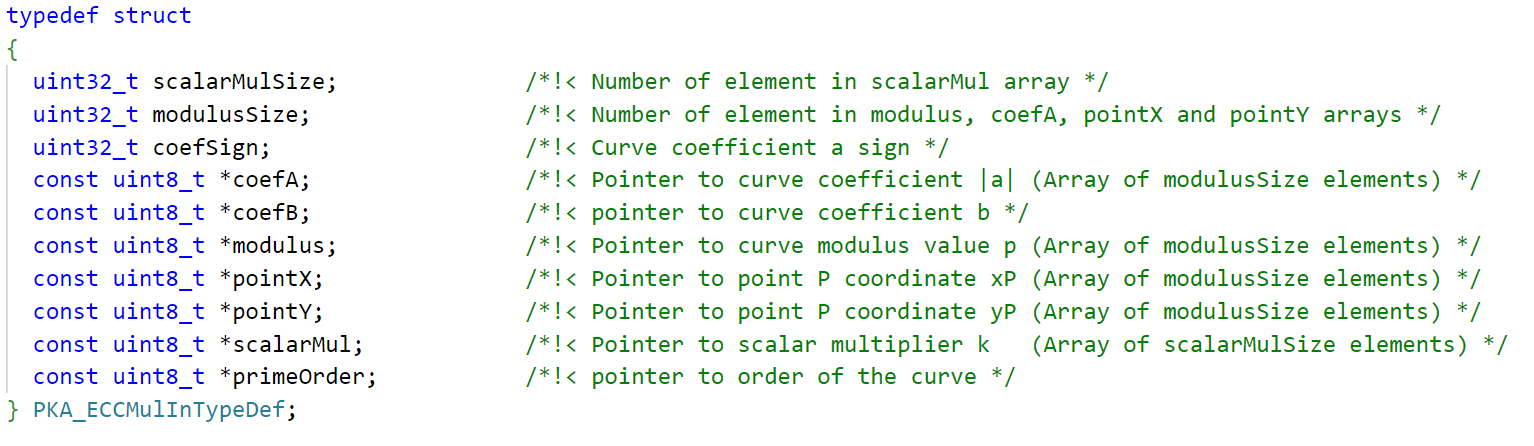 typedef struct
{
  uint32_t scalarMulSize;              /*!< Number of element in scalarMul array */
  uint32_t modulusSize;                /*!< Number of element in modulus, coefA, pointX and pointY arrays */
  uint32_t coefSign;                   /*!< Curve coefficient a sign */
  const uint8_t *coefA;                /*!< Pointer to curve coefficient |a| (Array of modulusSize elements) */
  const uint8_t *coefB;                /*!< pointer to curve coefficient b */
  const uint8_t *modulus;              /*!< Pointer to curve modulus value p (Array of modulusSize elements) */
  const uint8_t *pointX;               /*!< Pointer to point P coordinate xP (Array of modulusSize elements) */
  const uint8_t *pointY;               /*!< Pointer to point P coordinate yP (Array of modulusSize elements) */
  const uint8_t *scalarMul;            /*!< Pointer to scalar multiplier k   (Array of scalarMulSize elements) */
  const uint8_t *primeOrder;           /*!< pointer to order of the curve */
} PKA_ECCMulInTypeDef;